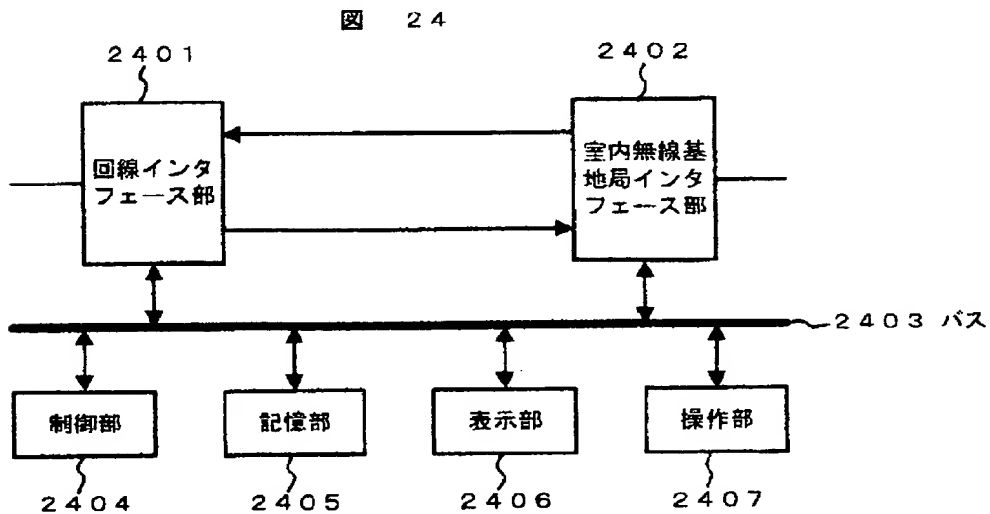 図 24
2401
2402
回線インタ
フェース部
室内無線基
地局インタ
フェース部
2403 バス
制御部
記憶部
表示部
操作部
2404
2405
2406
2407